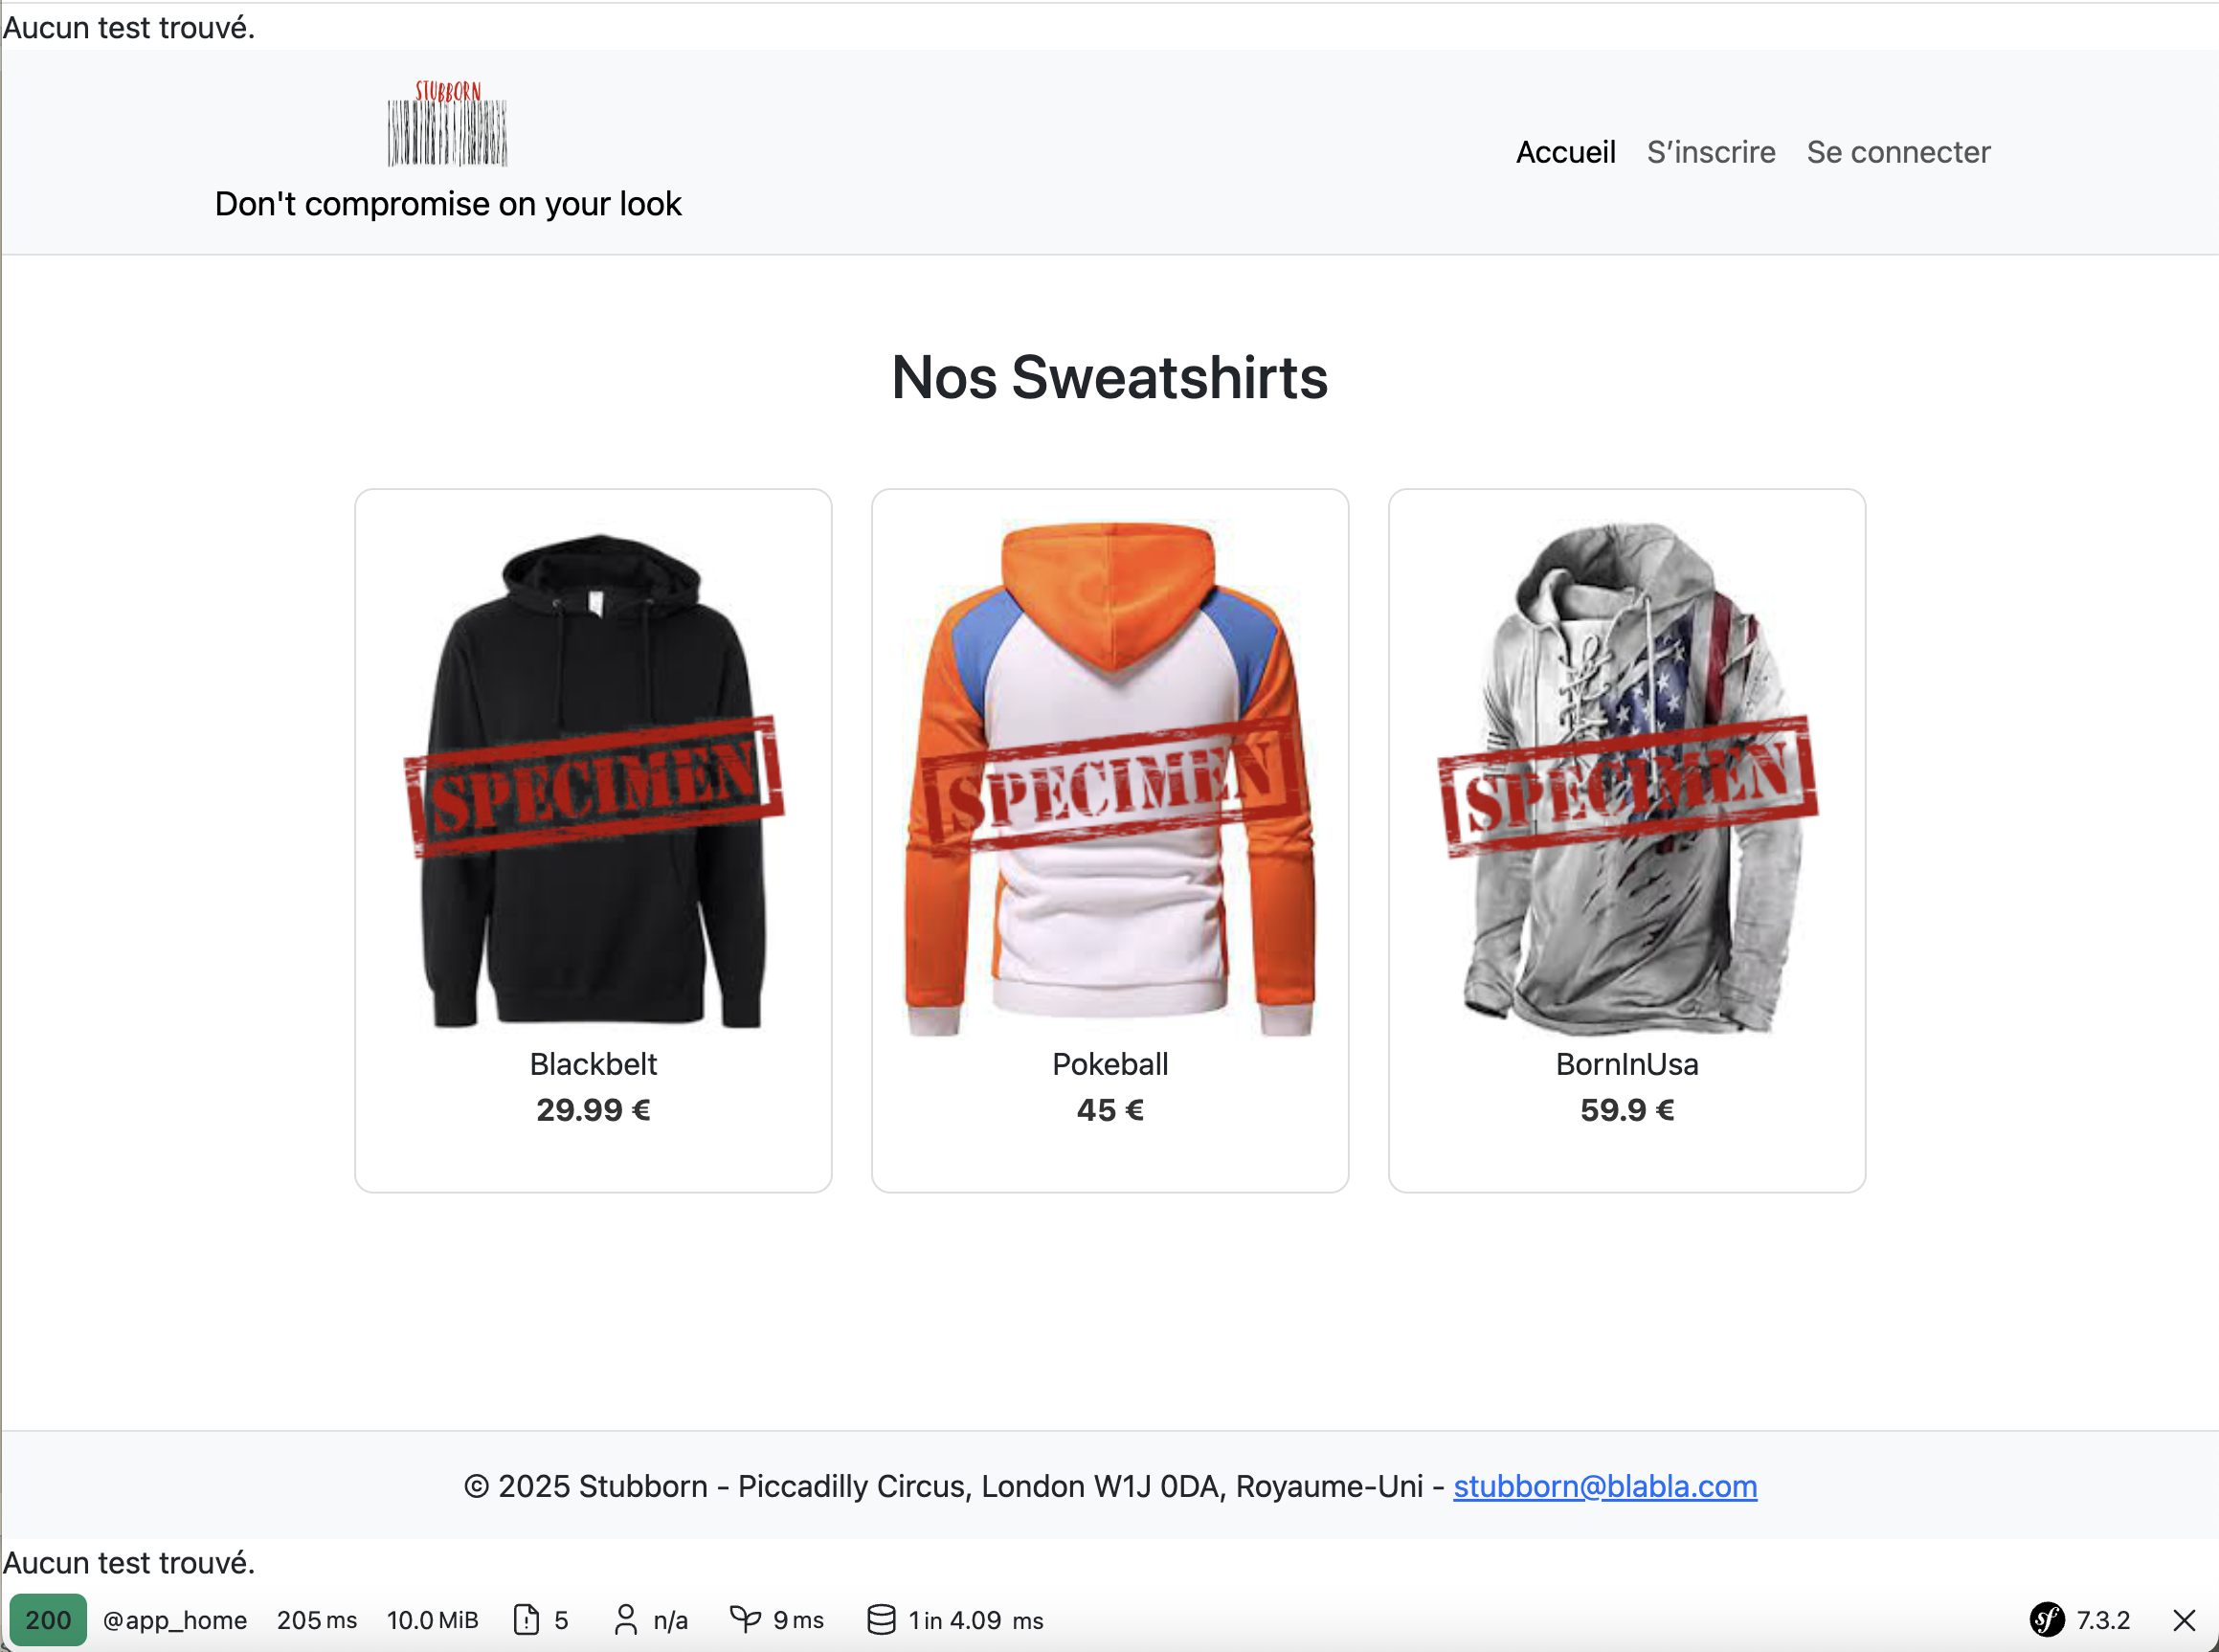 Aucun test trouvé.
STUBBORN
Don't compromise on your look
Accueil S’inscrire Se connecter
Nos Sweatshirts
SPECIMEN SPECIMEN SPECIMEN
Blackbelt Pokeball BornInUsa
29.99 € 45 € 59.9 €
© 2025 Stubborn - Piccadilly Circus, London W1J 0DA, Royaume-Uni - stubborn@blabla.com
Aucun test trouvé.
200 @app_home 205 ms 10.0 MiB 5 n/a 9 ms 1 in 4.09 ms sf 7.3.2